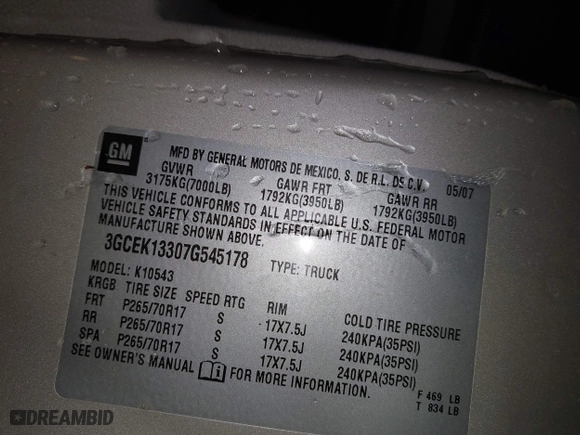 GM
MFD BY GENERAL MOTORS DE MEXICO, S. DE R.L. DE C.V. 05/07
GVWR GAWR FRT GAWR RR
3175KG(7000LB) 1792KG(3950LB) 1792KG(3950LB)
THIS VEHICLE CONFORMS TO ALL APPLICABLE U.S. FEDERAL MOTOR
VEHICLE SAFETY STANDARDS IN EFFECT ON THE DATE OF
MANUFACTURE SHOWN ABOVE.
3GCEK13307G545178 TYPE: TRUCK
MODEL: K10543
KRGB TIRE SIZE SPEED RTG RIM COLD TIRE PRESSURE
FRT P265/70R17 S 17X7.5J 240KPA(35PSI)
RR P265/70R17 S 17X7.5J 240KPA(35PSI)
SPA P265/70R17 S 17X7.5J 240KPA(35PSI)
SEE OWNER'S MANUAL FOR MORE INFORMATION.
F 469 LB
T 834 LB
DREAMBID